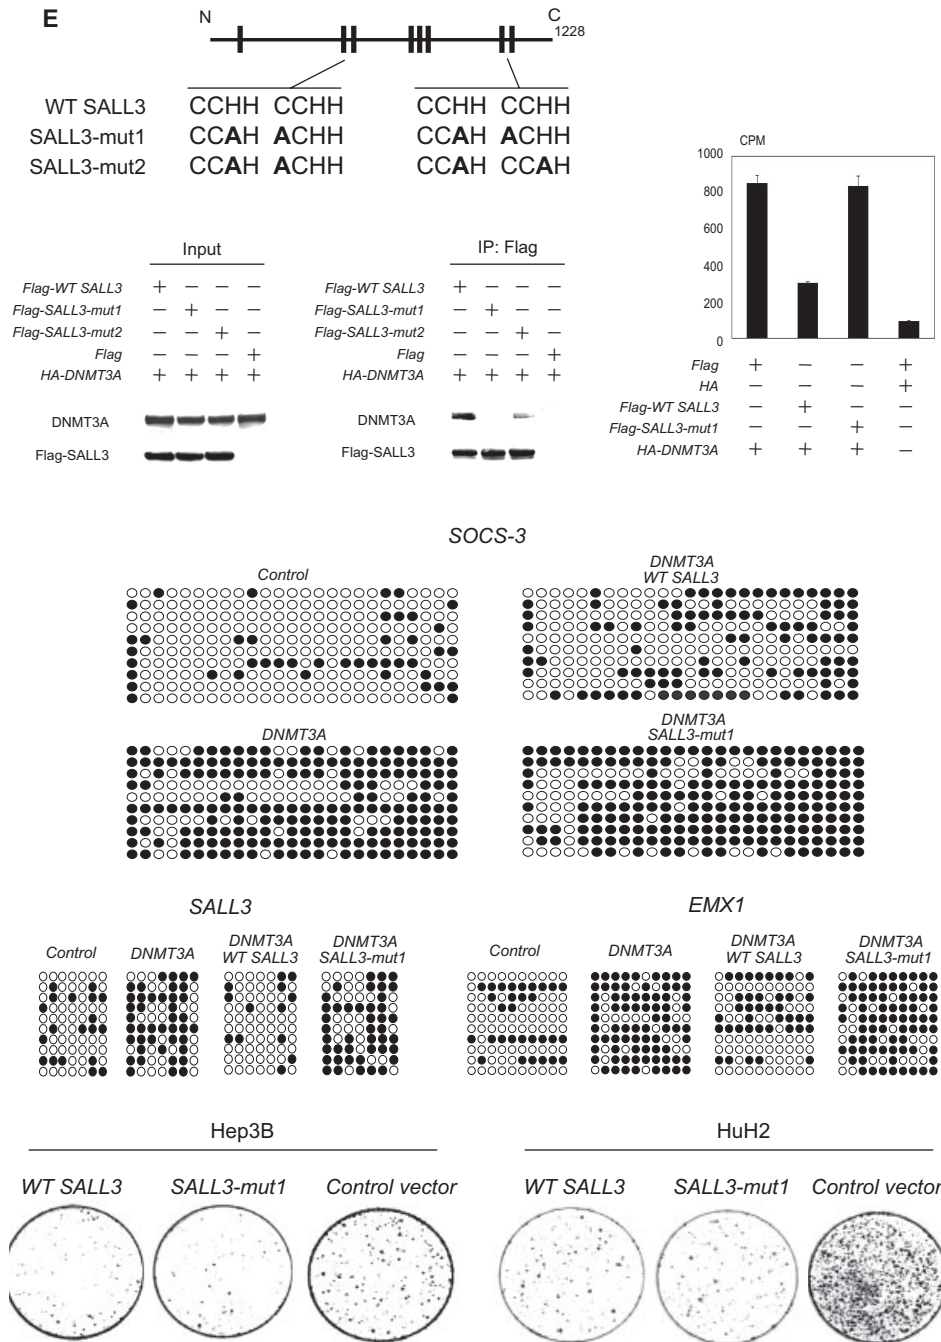 E
N C
1228
WT SALL3 CCHH CCHH CCHH CCHH
SALL3-mut1 CCAH ACHH CCAH ACHH
SALL3-mut2 CCAH ACHH CCAH CCAH
Input
Flag-WT SALL3 + − − −
Flag-SALL3-mut1 − + − −
Flag-SALL3-mut2 − − + −
Flag − − − +
HA-DNMT3A + + + +
DNMT3A
Flag-SALL3
IP: Flag
Flag-WT SALL3 + − − −
Flag-SALL3-mut1 − + − −
Flag-SALL3-mut2 − − + −
Flag − − − +
HA-DNMT3A + + + +
DNMT3A
Flag-SALL3
CPM
1000
800
600
400
200
0
Flag + − − +
HA − − − +
Flag-WT SALL3 − + − −
Flag-SALL3-mut1 − − + −
HA-DNMT3A + + + −
SOCS-3
Control
DNMT3A
WT SALL3
DNMT3A
DNMT3A
SALL3-mut1
SALL3
Control
DNMT3A
DNMT3A
WT SALL3
DNMT3A
SALL3-mut1
EMX1
Control
DNMT3A
DNMT3A
WT SALL3
DNMT3A
SALL3-mut1
Hep3B
WT SALL3 SALL3-mut1 Control vector
HuH2
WT SALL3 SALL3-mut1 Control vector